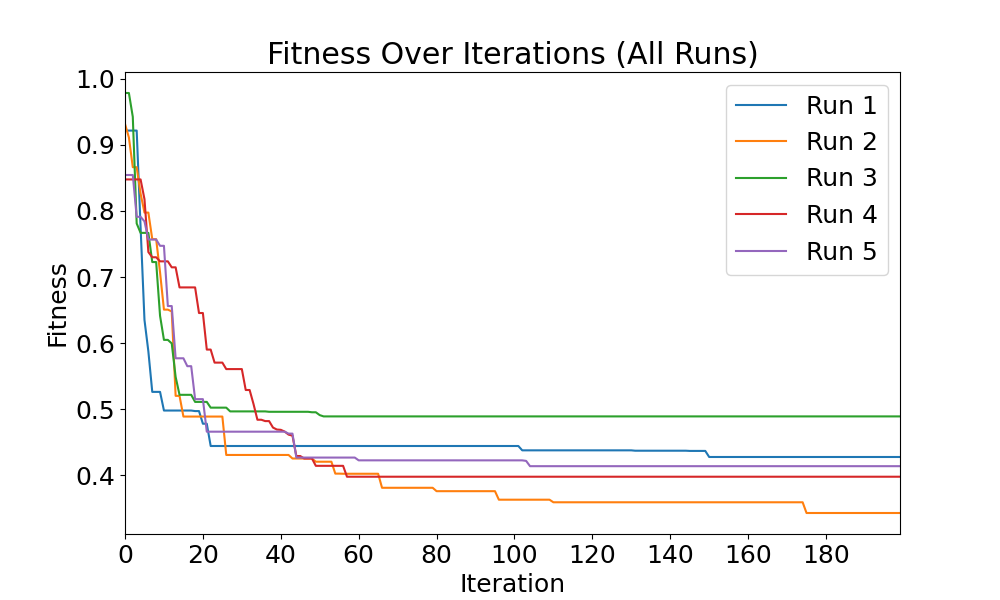 Fitness Over Iterations (All Runs)
1.0
0.9
0.8
0.7
0.6
0.5
0.4
Fitness
Run 1
Run 2
Run 3
Run 4
Run 5
0 20 40 60 80 100 120 140 160 180
Iteration